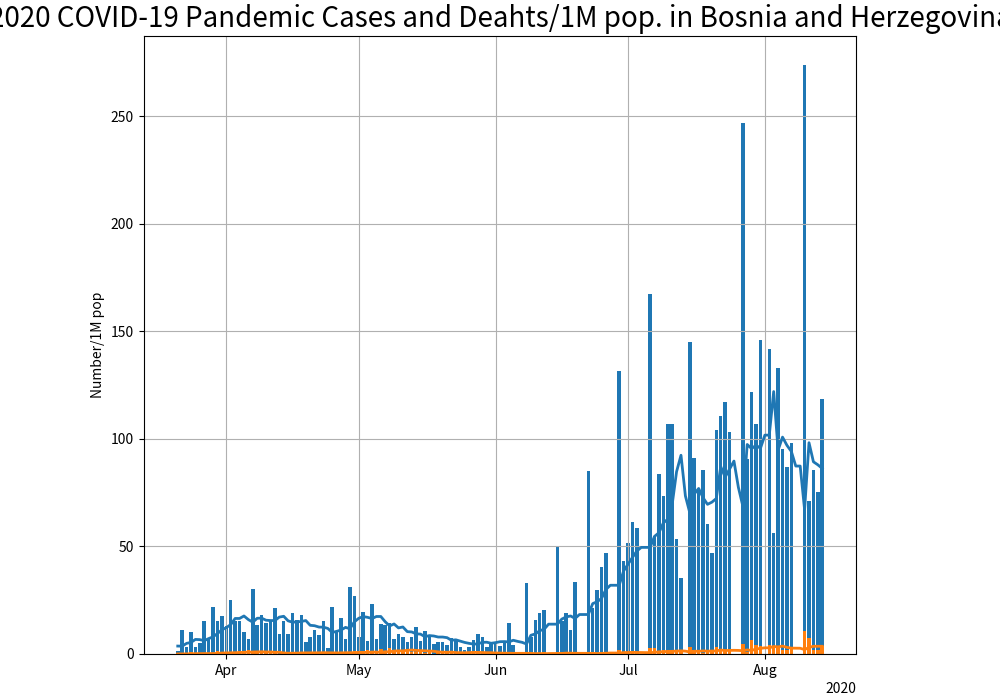 2020 COVID-19 Pandemic Cases and Deahts/1M pop. in Bosnia and Herzegovina
Number/1M pop
250
200
150
100
50
0
Apr May Jun Jul Aug
2020